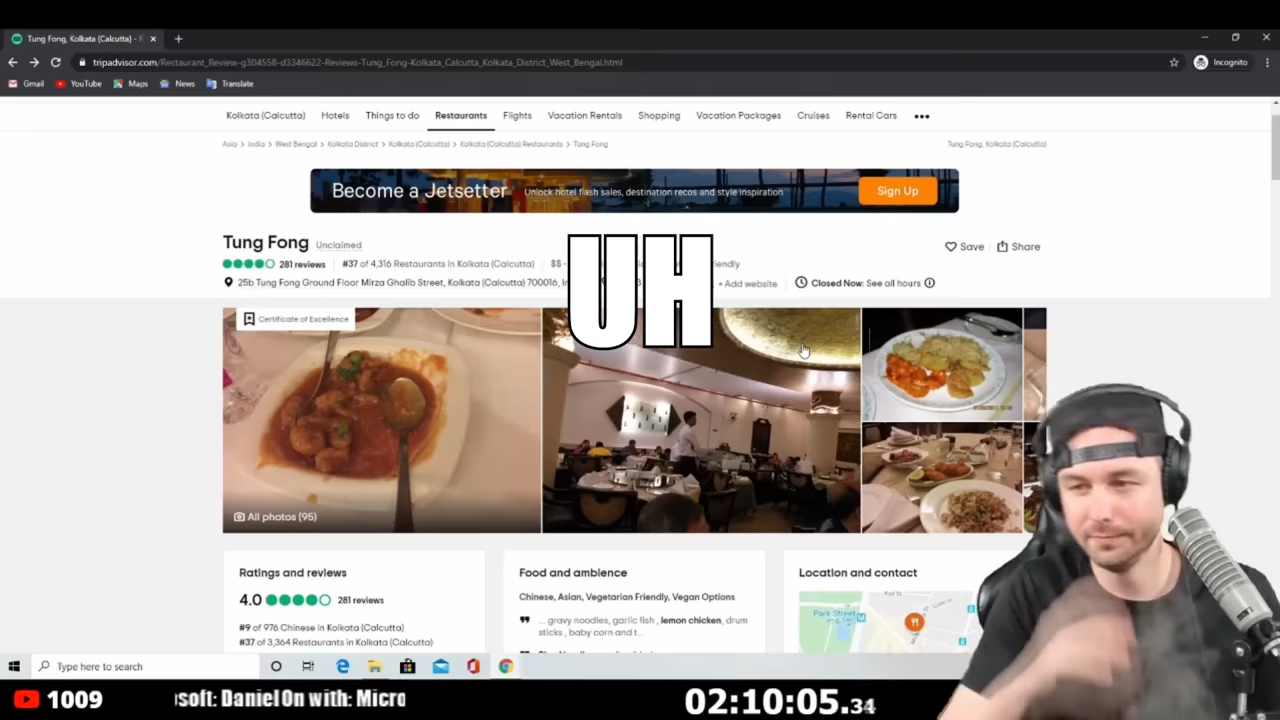 Tung Fong, Kolkata (Calcutta) - R
tripadvisor.com/Restaurant_Review-g304558-d3346622-Reviews-Tung_Fong-Kolkata_Calcutta_Kolkata_District_West_Bengal.html
Incognito
Gmail YouTube Maps News Translate
Kolkata (Calcutta) Hotels Things to do Restaurants Flights Vacation Rentals Shopping Vacation Packages Cruises Rental Cars
Asia > India > West Bengal > Kolkata District > Kolkata (Calcutta) > Kolkata (Calcutta) Restaurants > Tung Fong
Tung Fong, Kolkata (Calcutta)
Become a Jetsetter Unlock hotel flash sales, destination recos and style inspiration Sign Up
Tung Fong Unclaimed
Save Share
281 reviews #37 of 4,316 Restaurants in Kolkata (Calcutta) $$ -
25b Tung Fong Ground Floor Mirza Ghalib Street, Kolkata (Calcutta) 700016, + Add website Closed Now: See all hours
UH
Certificate of Excellence
All photos (95)
Ratings and reviews
4.0 281 reviews
#9 of 976 Chinese in Kolkata (Calcutta)
#37 of 3,364 Restaurants in Kolkata (Calcutta)
Food and ambience
Chinese, Asian, Vegetarian Friendly, Vegan Options
... gravy noodles, garlic fish, lemon chicken, drum
sticks, baby corn and t...
Location and contact
Park Street
Type here to search
1009
soft: DanielOn with: Micro
02:10:05.34